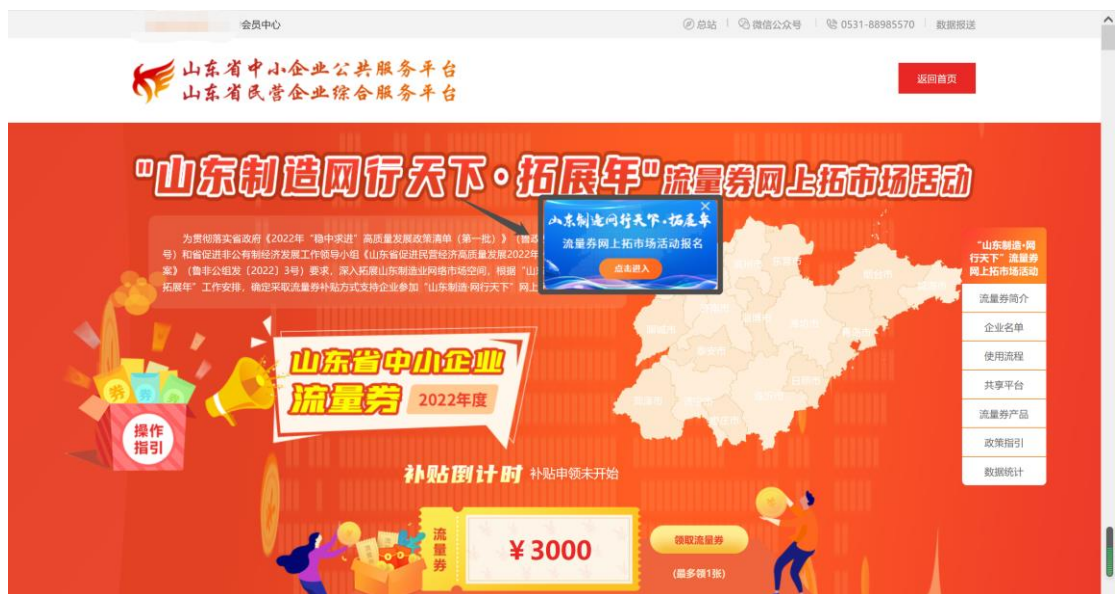 会员中心
总站
微信公众号
0531-88985570
数据报送
山东省中小企业公共服务平台
山东省民营企业综合服务平台
返回首页
"山东制造网行天下·拓展年"流量券网上拓市场活动
为贯彻落实省政府《2022年“稳中求进”高质量发展政策清单（第一批）》（鲁政
号）和省促进非公有制经济发展工作领导小组《山东省促进民营经济高质量发展2022年
案》（鲁非公组发〔2022〕3号）要求，深入拓展山东制造业网络市场空间，根据“山
拓展年”工作安排，确定采取流量券补贴方式支持企业参加“山东制造·网行天下”网上
山东制造网行天下·拓展年
流量券网上拓市场活动报名
点击进入
"山东制造·网
行天下"流量券
网上拓市场活动
流量券简介
企业名单
使用流程
共享平台
流量券产品
政策指引
数据统计
山东省中小企业
流量券
2022年度
券
券
操作
指引
补贴倒计时
补贴申领未开始
流量券
¥3000
领取流量券
(最多领1张)